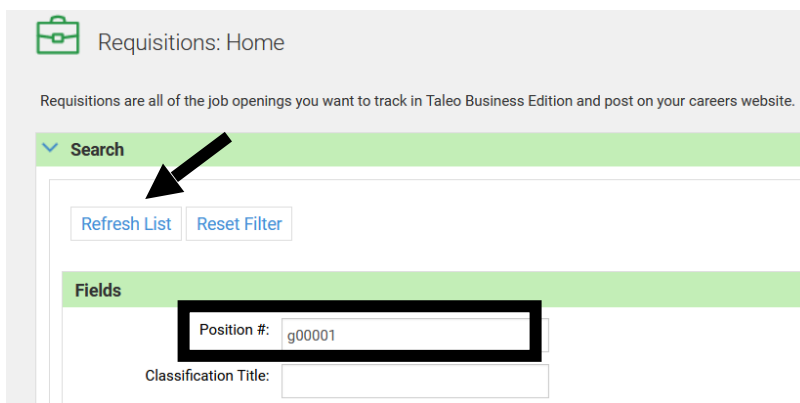 Requisitions: Home
Requisitions are all of the job openings you want to track in Taleo Business Edition and post on your careers website.
Search
Refresh List Reset Filter
Fields
Position #: g00001
Classification Title: